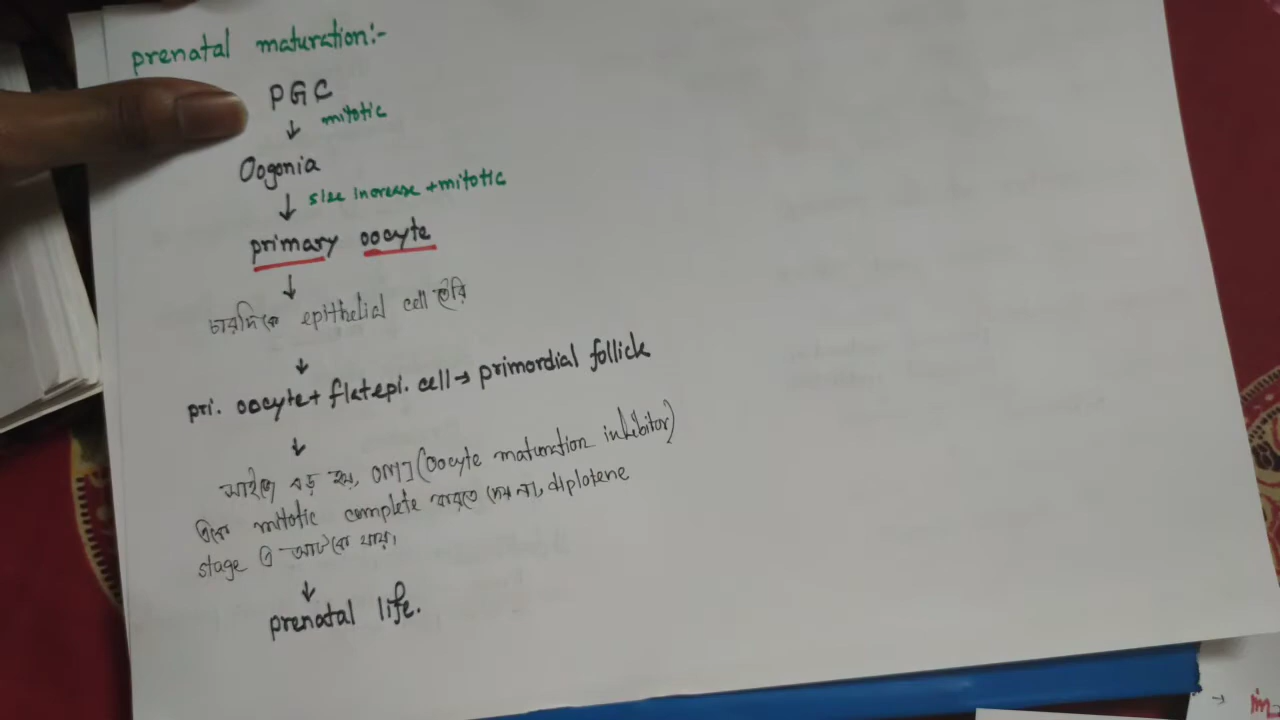 prenatal maturation:-
PGC
↓ mitotic
Oogonia
↓ size increase + mitotic
primary oocyte
↓
চারদিকে epithelial cell তৈরি
↓
pri. oocyte + flat epi. cell → primordial follicle
↓
সাইজে বড় হয়, OMI (Oocyte maturation inhibitor)
একে mitotic complete করতে দেয় না, diplotene
stage এ আটকে যায়।
↓
prenatal life.
→